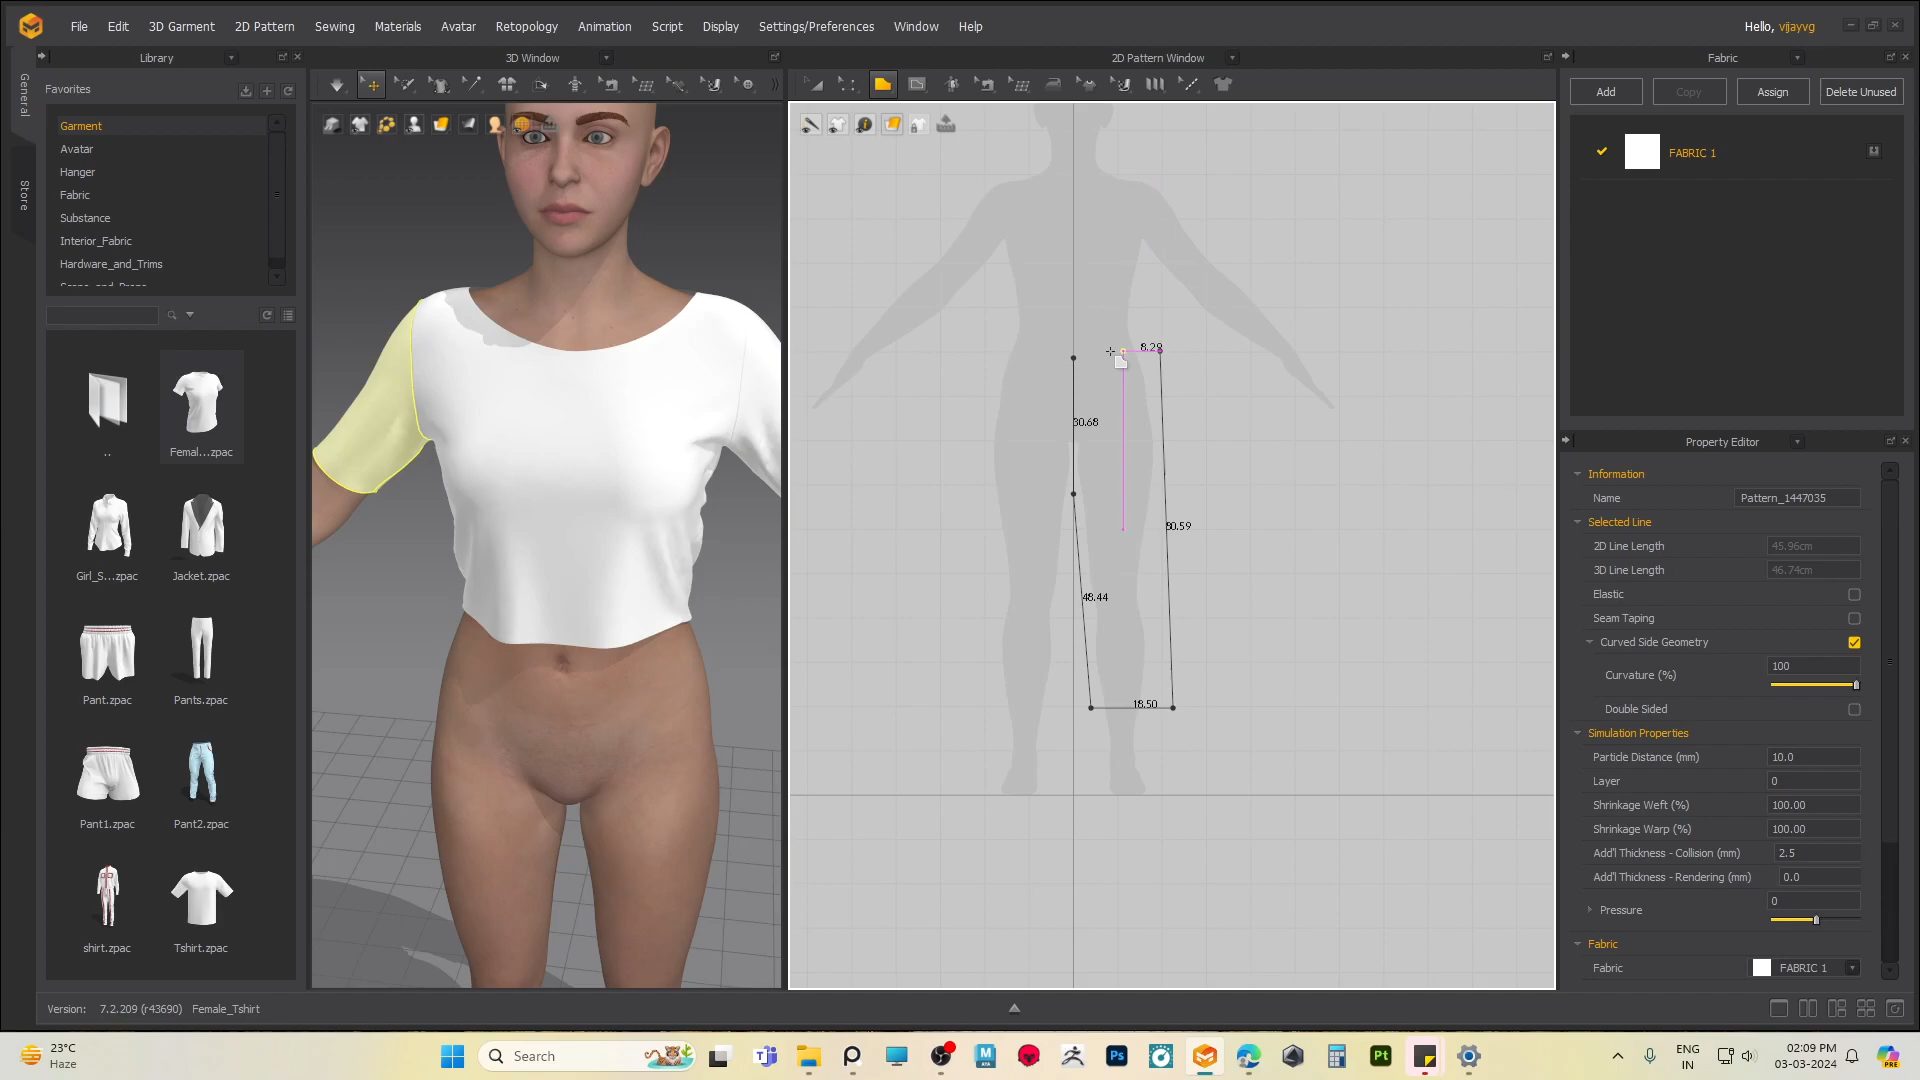 File Edit 3D Garment 2D Pattern Sewing Materials Avatar Retopology Animation Script Display Settings/Preferences Window Help
Hello, vijayvg
Library
3D Window
2D Pattern Window
Fabric
General
Store
Favorites
Garment
Avatar
Hanger
Fabric
Substance
Interior_Fabric
Hardware_and_Trims
..
Femal...zpac
Girl_S...zpac
Jacket.zpac
Pant.zpac
Pants.zpac
Pant1.zpac
Pant2.zpac
shirt.zpac
Tshirt.zpac
8.29
30.68
80.59
48.44
18.50
Add Copy Assign Delete Unused
FABRIC 1
Property Editor
Information
Name Pattern_1447035
Selected Line
2D Line Length 45.96cm
3D Line Length 46.74cm
Elastic
Seam Taping
Curved Side Geometry
Curvature (%) 100
Double Sided
Simulation Properties
Particle Distance (mm) 10.0
Layer 0
Shrinkage Weft (%) 100.00
Shrinkage Warp (%) 100.00
Add'l Thickness - Collision (mm) 2.5
Add'l Thickness - Rendering (mm) 0.0
Pressure 0
Fabric
Fabric FABRIC 1
Version: 7.2.209 (r43690) Female_Tshirt
23°C
Haze
Search
ENG
IN
02:09 PM
03-03-2024